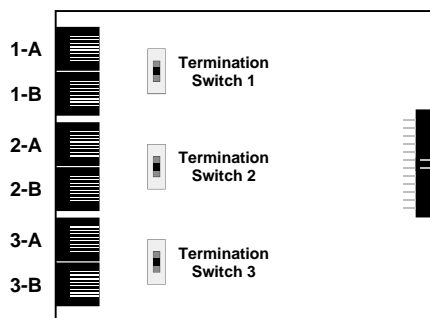 1-A
Termination
Switch 1
1-B
2-A
Termination
Switch 2
2-B
3-A
Termination
Switch 3
3-B